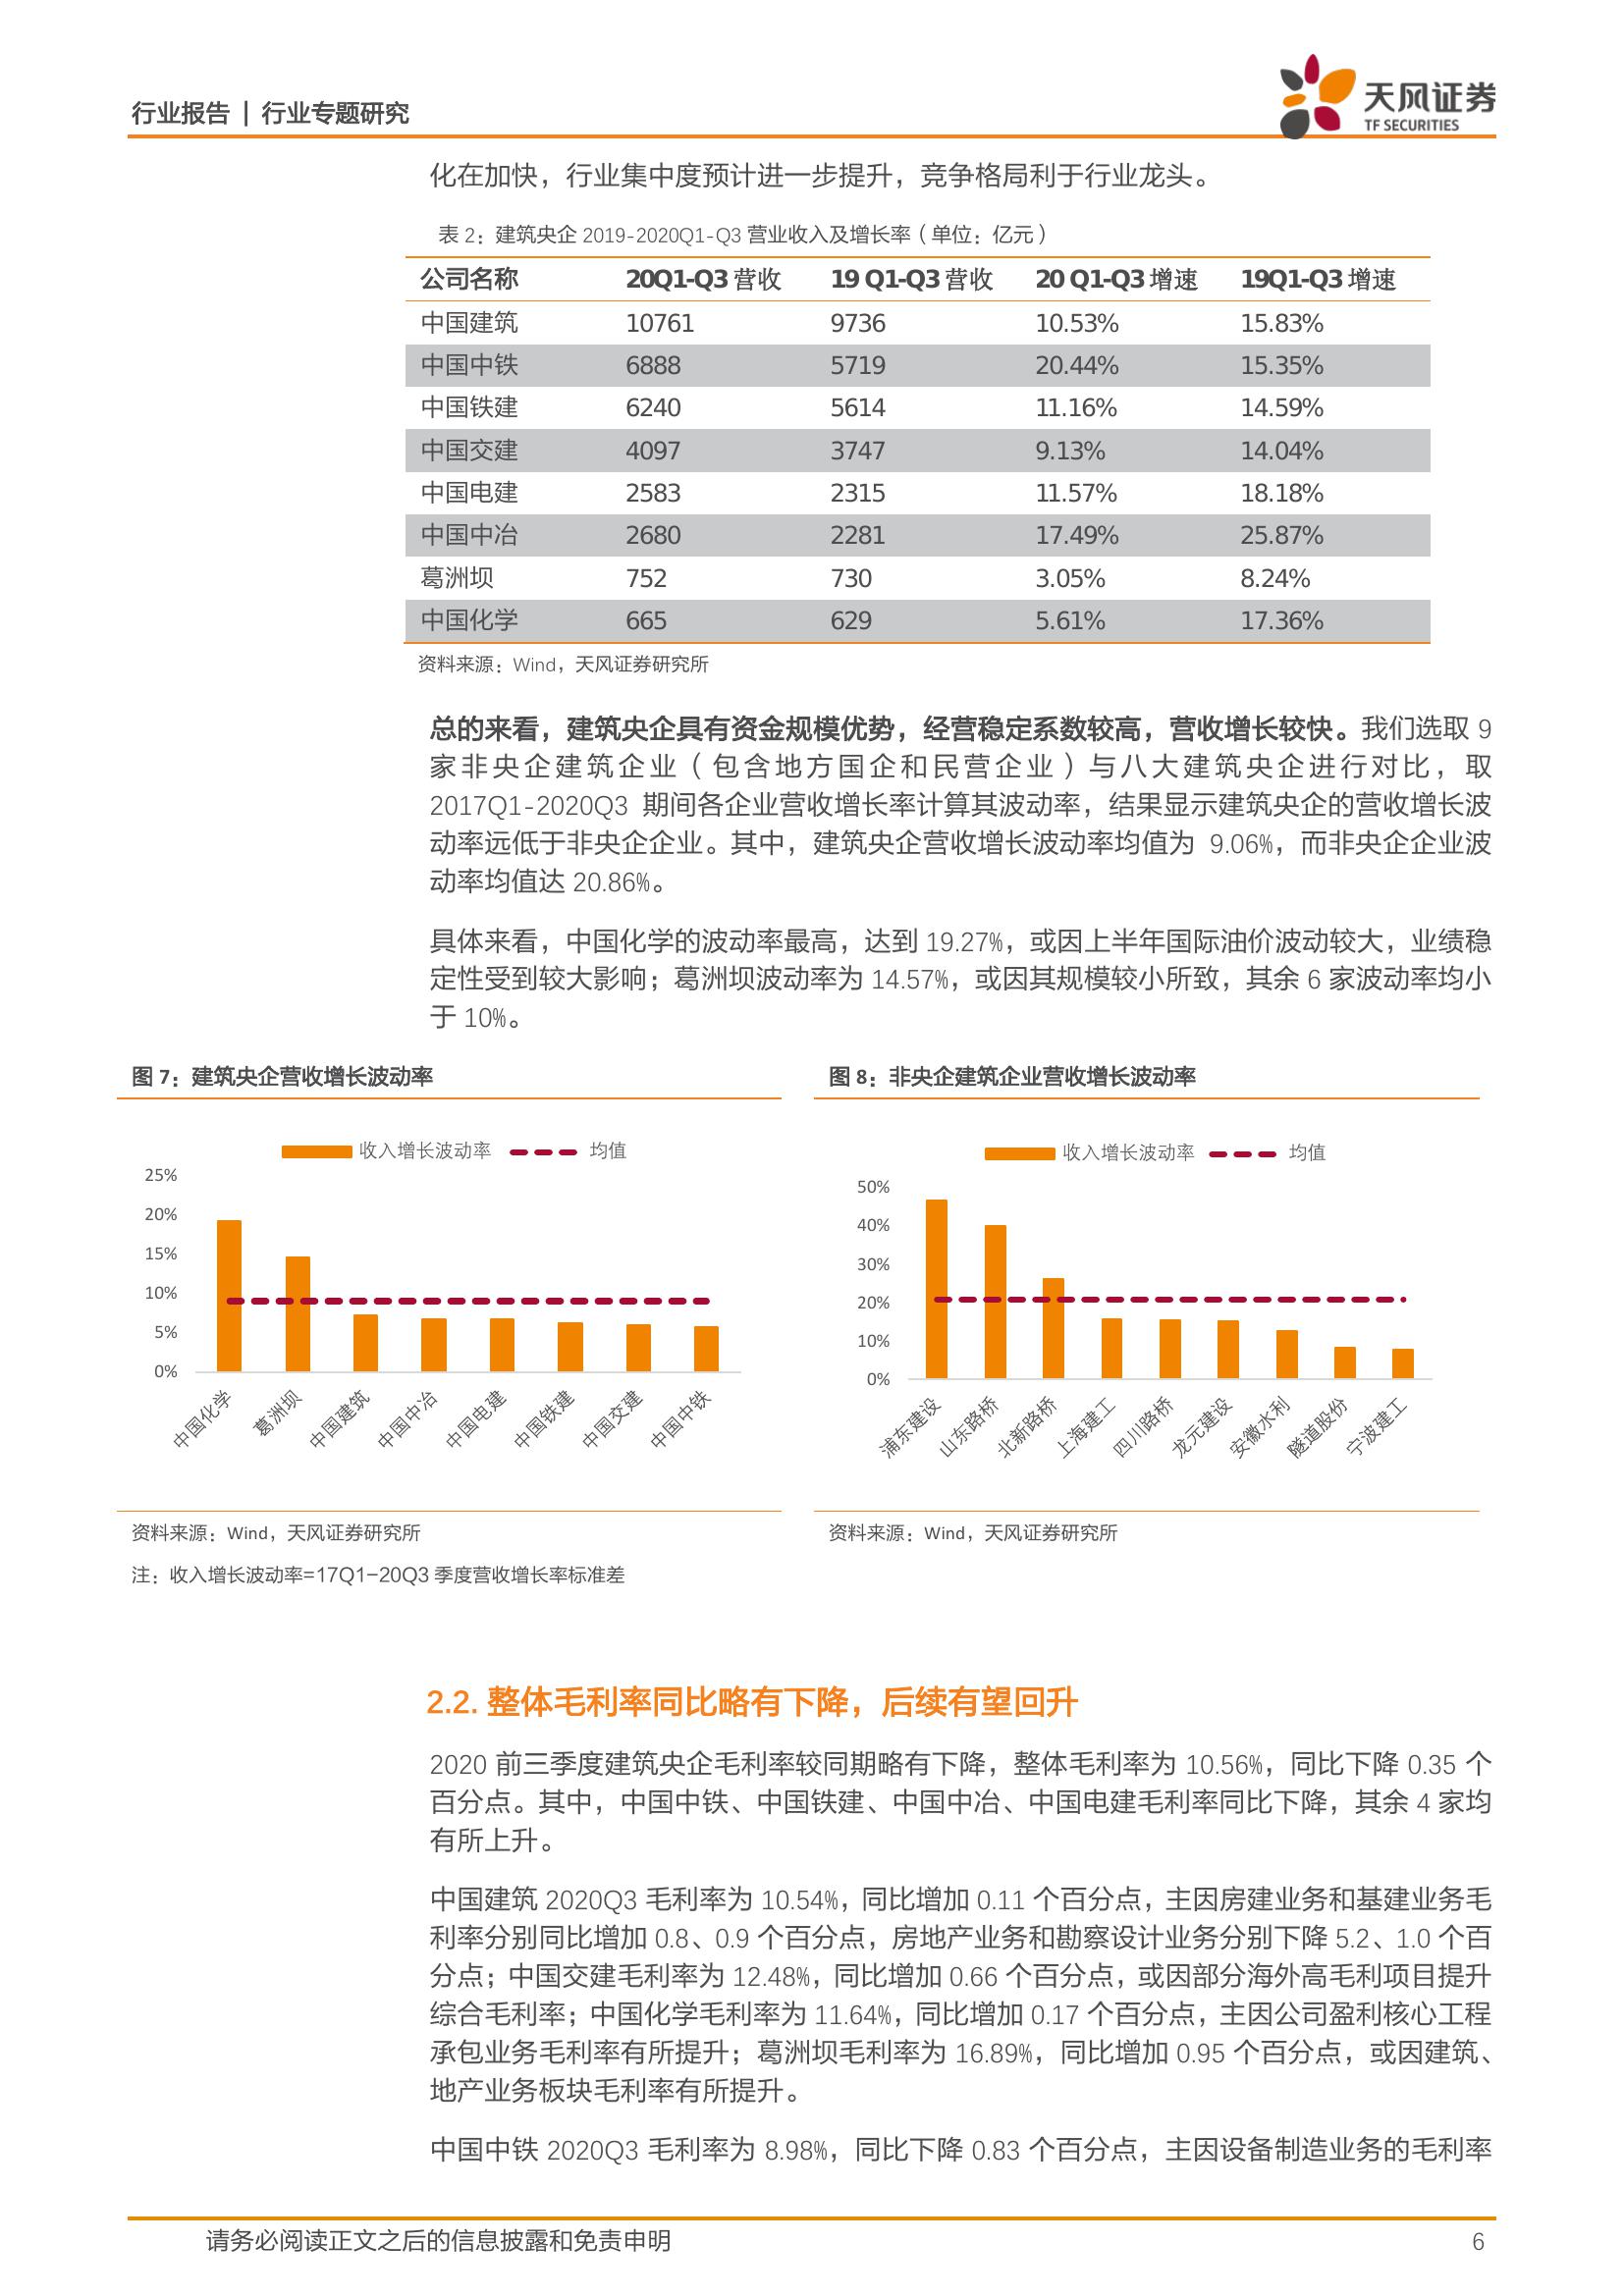 行业报告 | 行业专题研究
天风证券
TF SECURITIES
化在加快，行业集中度预计进一步提升，竞争格局利于行业龙头。
表 2：建筑央企 2019-2020Q1-Q3 营业收入及增长率（单位：亿元）
公司名称 20Q1-Q3 营收 19 Q1-Q3 营收 20 Q1-Q3 增速 19Q1-Q3 增速
中国建筑 10761 9736 10.53% 15.83%
中国中铁 6888 5719 20.44% 15.35%
中国铁建 6240 5614 11.16% 14.59%
中国交建 4097 3747 9.13% 14.04%
中国电建 2583 2315 11.57% 18.18%
中国中冶 2680 2281 17.49% 25.87%
葛洲坝 752 730 3.05% 8.24%
中国化学 665 629 5.61% 17.36%
资料来源：Wind，天风证券研究所
总的来看，建筑央企具有资金规模优势，经营稳定系数较高，营收增长较快。我们选取 9
家非央企建筑企业（包含地方国企和民营企业）与八大建筑央企进行对比，取
2017Q1-2020Q3 期间各企业营收增长率计算其波动率，结果显示建筑央企的营收增长波
动率远低于非央企企业。其中，建筑央企营收增长波动率均值为 9.06%，而非央企企业波
动率均值达 20.86%。
具体来看，中国化学的波动率最高，达到 19.27%，或因上半年国际油价波动较大，业绩稳
定性受到较大影响；葛洲坝波动率为 14.57%，或因其规模较小所致，其余 6 家波动率均小
于 10%。
图 7：建筑央企营收增长波动率
收入增长波动率 均值
25%
20%
15%
10%
5%
0%
中国化学 葛洲坝 中国建筑 中国中冶 中国电建 中国铁建 中国交建 中国中铁
资料来源：Wind，天风证券研究所
注：收入增长波动率=17Q1-20Q3 季度营收增长率标准差
图 8：非央企建筑企业营收增长波动率
收入增长波动率 均值
50%
40%
30%
20%
10%
0%
浦东建设 山东路桥 北新路桥 上海建工 四川路桥 龙元建设 安徽水利 隧道股份 宁波建工
资料来源：Wind，天风证券研究所
2.2. 整体毛利率同比略有下降，后续有望回升
2020 前三季度建筑央企毛利率较同期略有下降，整体毛利率为 10.56%，同比下降 0.35 个
百分点。其中，中国中铁、中国铁建、中国中冶、中国电建毛利率同比下降，其余 4 家均
有所上升。
中国建筑 2020Q3 毛利率为 10.54%，同比增加 0.11 个百分点，主因房建业务和基建业务毛
利率分别同比增加 0.8、0.9 个百分点，房地产业务和勘察设计业务分别下降 5.2、1.0 个百
分点；中国交建毛利率为 12.48%，同比增加 0.66 个百分点，或因部分海外高毛利项目提升
综合毛利率；中国化学毛利率为 11.64%，同比增加 0.17 个百分点，主因公司盈利核心工程
承包业务毛利率有所提升；葛洲坝毛利率为 16.89%，同比增加 0.95 个百分点，或因建筑、
地产业务板块毛利率有所提升。
中国中铁 2020Q3 毛利率为 8.98%，同比下降 0.83 个百分点，主因设备制造业务的毛利率
请务必阅读正文之后的信息披露和免责申明 6